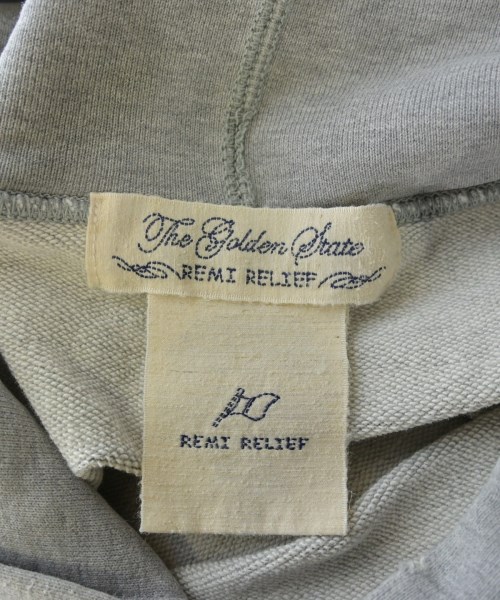 The Golden State
REMI RELIEF
REMI RELIEF